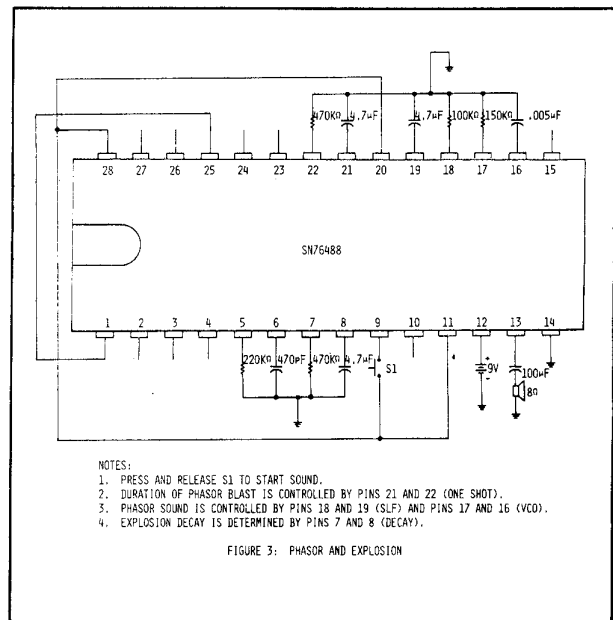 470KΩ 4.7μF 4.7μF 100KΩ 150KΩ .005μF
28 27 26 25 24 23 22 21 20 19 18 17 16 15
SN76488
1 2 3 4 5 6 7 8 9 10 11 12 13 14
220KΩ 470pF 470KΩ 4.7μF S1 + 9V - 100μF 8Ω
NOTES:
1. PRESS AND RELEASE S1 TO START SOUND.
2. DURATION OF PHASOR BLAST IS CONTROLLED BY PINS 21 AND 22 (ONE SHOT).
3. PHASOR SOUND IS CONTROLLED BY PINS 18 AND 19 (SLF) AND PINS 17 AND 16 (VCO).
4. EXPLOSION DECAY IS DETERMINED BY PINS 7 AND 8 (DECAY).
FIGURE 3: PHASOR AND EXPLOSION